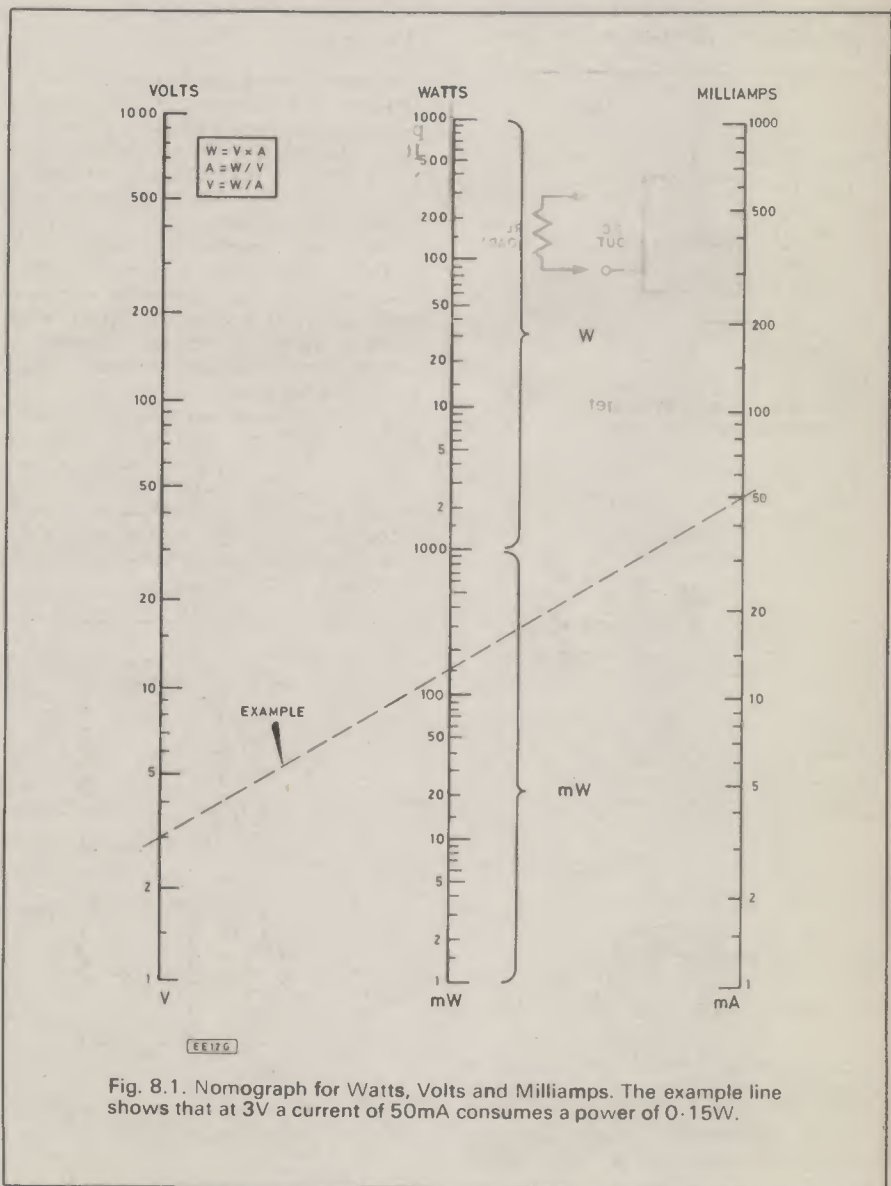 VOLTS
WATTS
MILLIAMPS
W = V × A
A = W / V
V = W / A
1000
500
200
100
50
20
10
5
2
1
V
1000
500
200
100
50
20
10
5
2
1000
100
50
20
10
5
2
1
mW
W
mW
1000
500
200
100
50
20
10
5
2
1
mA
EXAMPLE
EE17G
Fig. 8.1. Nomograph for Watts, Volts and Milliamps. The example line
shows that at 3V a current of 50mA consumes a power of 0·15W.